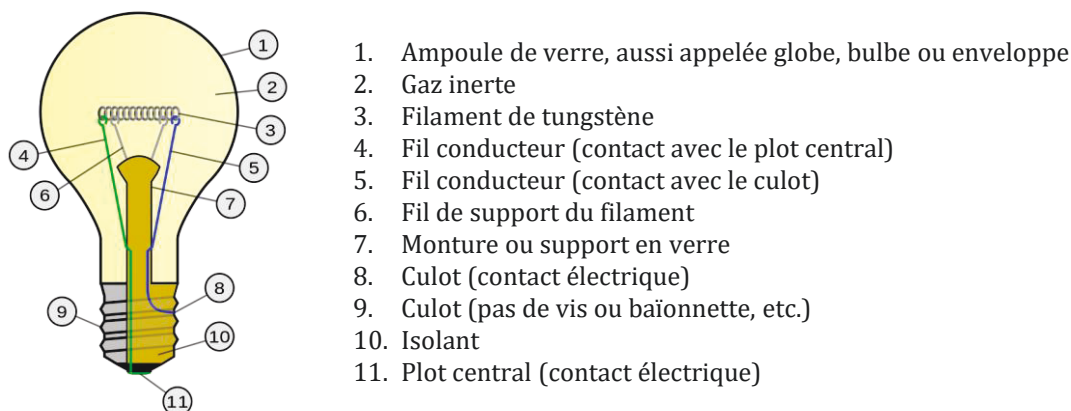 1
2
3
4
5
6
7
8
9
10
11
1. Ampoule de verre, aussi appelée globe, bulbe ou enveloppe
2. Gaz inerte
3. Filament de tungstène
4. Fil conducteur (contact avec le plot central)
5. Fil conducteur (contact avec le culot)
6. Fil de support du filament
7. Monture ou support en verre
8. Culot (contact électrique)
9. Culot (pas de vis ou baïonnette, etc.)
10. Isolant
11. Plot central (contact électrique)